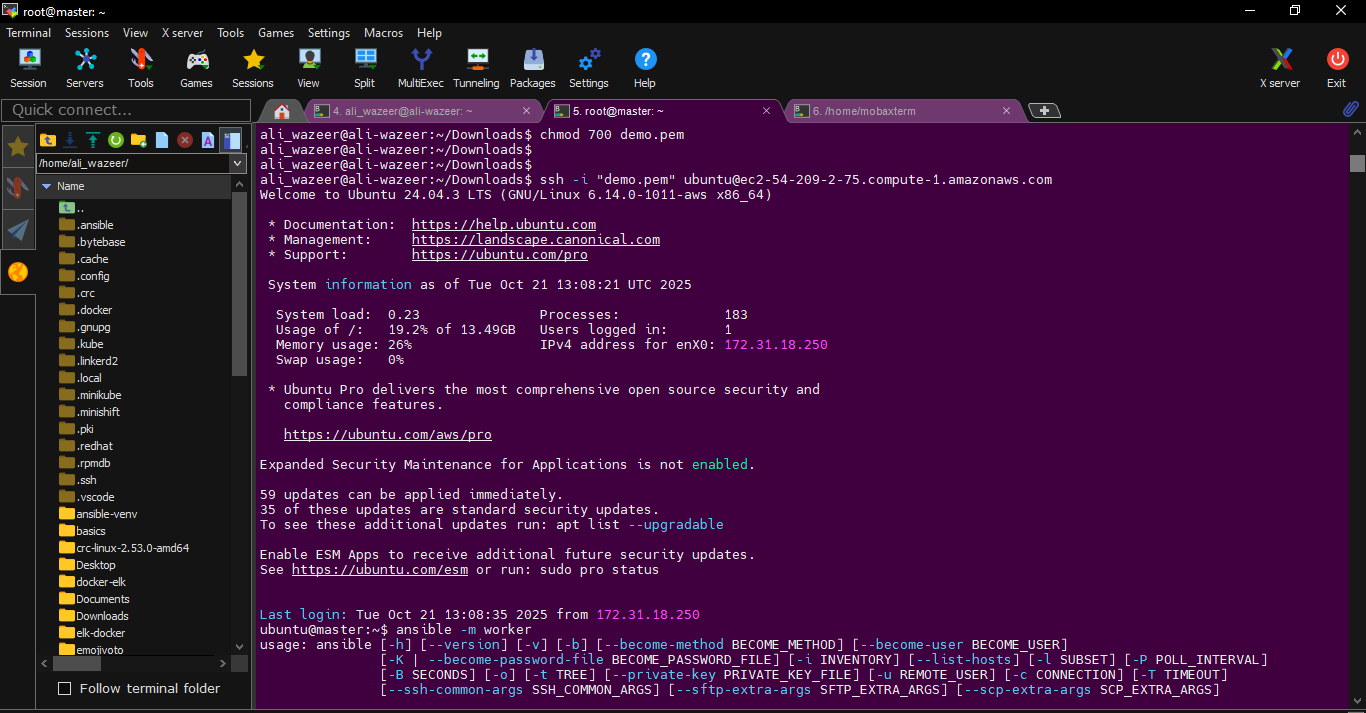 root@master: ~
Terminal Sessions View X server Tools Games Settings Macros Help
Session Servers Tools Games Sessions View Split MultiExec Tunneling Packages Settings Help X server Exit
Quick connect...
4. ali_wazeer@ali-wazeer: ~
5. root@master: ~
6. /home/mobaxterm
/home/ali_wazeer/
Name
..
.ansible
.bytebase
.cache
.config
.crc
.docker
.gnupg
.kube
.linkerd2
.local
.minikube
.minishift
.pki
.redhat
.rpmdb
.ssh
.vscode
ansible-venv
basics
crc-linux-2.53.0-amd64
Desktop
docker-elk
Documents
Downloads
elk-docker
emojivoto
Follow terminal folder
ali_wazeer@ali-wazeer:~/Downloads$ chmod 700 demo.pem
ali_wazeer@ali-wazeer:~/Downloads$
ali_wazeer@ali-wazeer:~/Downloads$
ali_wazeer@ali-wazeer:~/Downloads$ ssh -i "demo.pem" ubuntu@ec2-54-209-2-75.compute-1.amazonaws.com
Welcome to Ubuntu 24.04.3 LTS (GNU/Linux 6.14.0-1011-aws x86_64)
* Documentation: https://help.ubuntu.com
* Management: https://landscape.canonical.com
* Support: https://ubuntu.com/pro
System information as of Tue Oct 21 13:08:21 UTC 2025
System load: 0.23 Processes: 183
Usage of /: 19.2% of 13.49GB Users logged in: 1
Memory usage: 26% IPv4 address for enX0: 172.31.18.250
Swap usage: 0%
* Ubuntu Pro delivers the most comprehensive open source security and
compliance features.
https://ubuntu.com/aws/pro
Expanded Security Maintenance for Applications is not enabled.
59 updates can be applied immediately.
35 of these updates are standard security updates.
To see these additional updates run: apt list --upgradable
Enable ESM Apps to receive additional future security updates.
See https://ubuntu.com/esm or run: sudo pro status
Last login: Tue Oct 21 13:08:35 2025 from 172.31.18.250
ubuntu@master:~$ ansible -m worker
usage: ansible [-h] [--version] [-v] [-b] [--become-method BECOME_METHOD] [--become-user BECOME_USER]
[-K | --become-password-file BECOME_PASSWORD_FILE] [-i INVENTORY] [--list-hosts] [-l SUBSET] [-P POLL_INTERVAL]
[-B SECONDS] [-o] [-t TREE] [--private-key PRIVATE_KEY_FILE] [-u REMOTE_USER] [-c CONNECTION] [-T TIMEOUT]
[--ssh-common-args SSH_COMMON_ARGS] [--sftp-extra-args SFTP_EXTRA_ARGS] [--scp-extra-args SCP_EXTRA_ARGS]